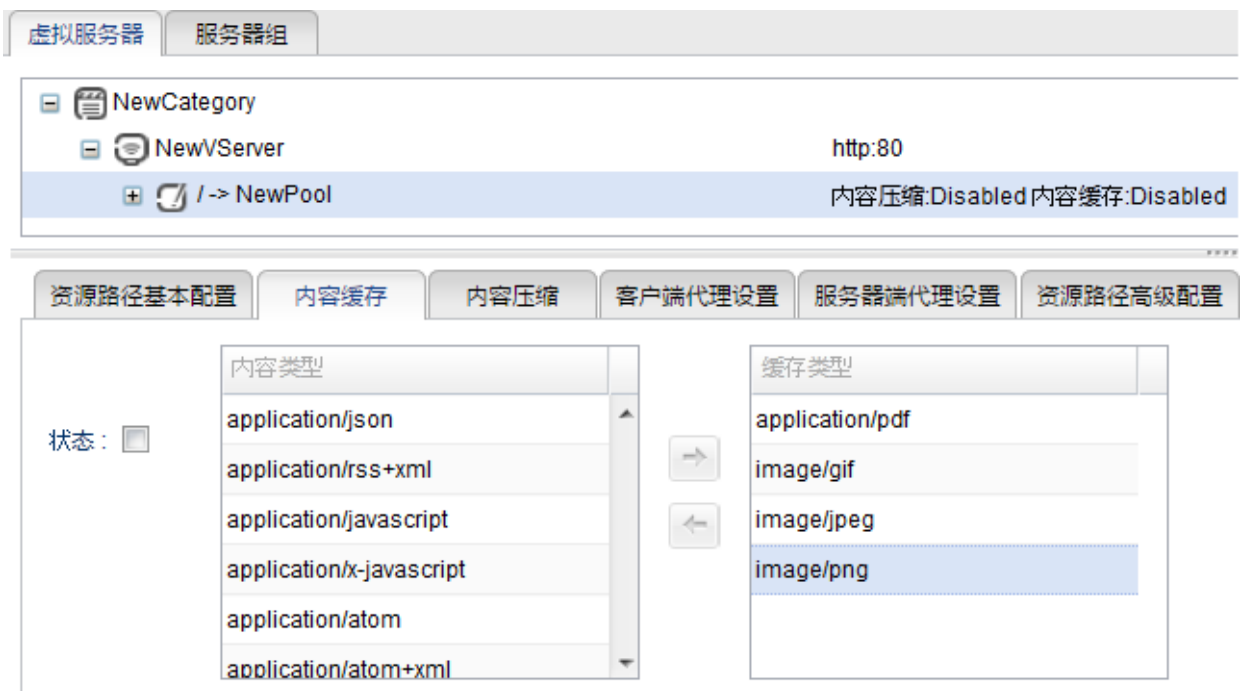 虚拟服务器 服务器组
NewCategory
NewVServer http:80
/ -> NewPool 内容压缩:Disabled 内容缓存:Disabled
资源路径基本配置 内容缓存 内容压缩 客户端代理设置 服务器端代理设置 资源路径高级配置
内容类型 缓存类型
application/json application/pdf
状态:
application/rss+xml image/gif
application/javascript image/jpeg
application/x-javascript image/png
application/atom
application/atom+xml